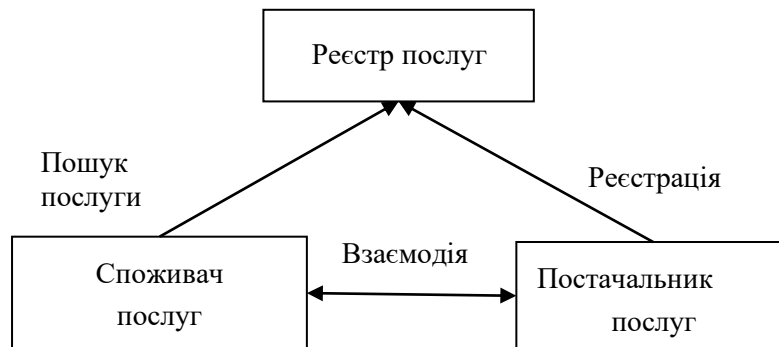 Реєстр послуг
Пошук
послуги
Реєстрація
Взаємодія
Споживач
послуг
Постачальник
послуг